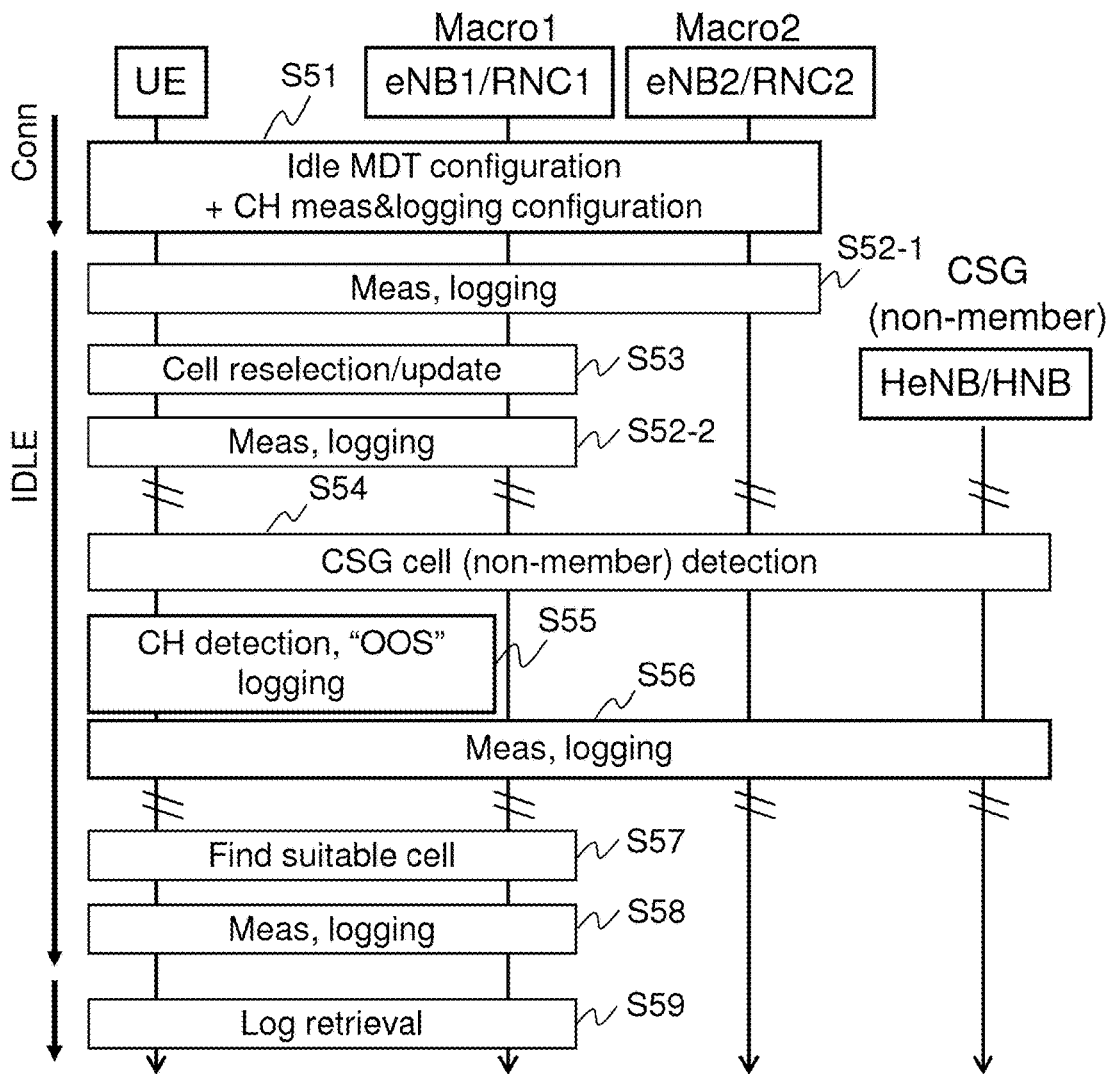 Macro1
Macro2
UE
eNB1/RNC1
eNB2/RNC2
S51
Conn
Idle MDT configuration
+ CH meas&logging configuration
S52-1
Meas, logging
CSG
(non-member)
HeNB/HNB
Cell reselection/update
S53
Meas, logging
S52-2
IDLE
S54
CSG cell (non-member) detection
CH detection, “OOS”
logging
S55
S56
Meas, logging
Find suitable cell
S57
Meas, logging
S58
Log retrieval
S59